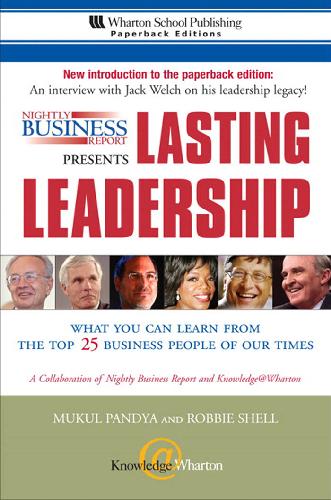 Wharton School Publishing
Paperback Editions
New introduction to the paperback edition:
An interview with Jack Welch on his leadership legacy!
NIGHTLY
BUSINESS
REPORT
PRESENTS
LASTING
LEADERSHIP
WHAT YOU CAN LEARN FROM
THE TOP 25 BUSINESS PEOPLE OF OUR TIMES
A Collaboration of Nightly Business Report and Knowledge@Wharton
MUKUL PANDYA AND ROBBIE SHELL
@
Knowledge Wharton